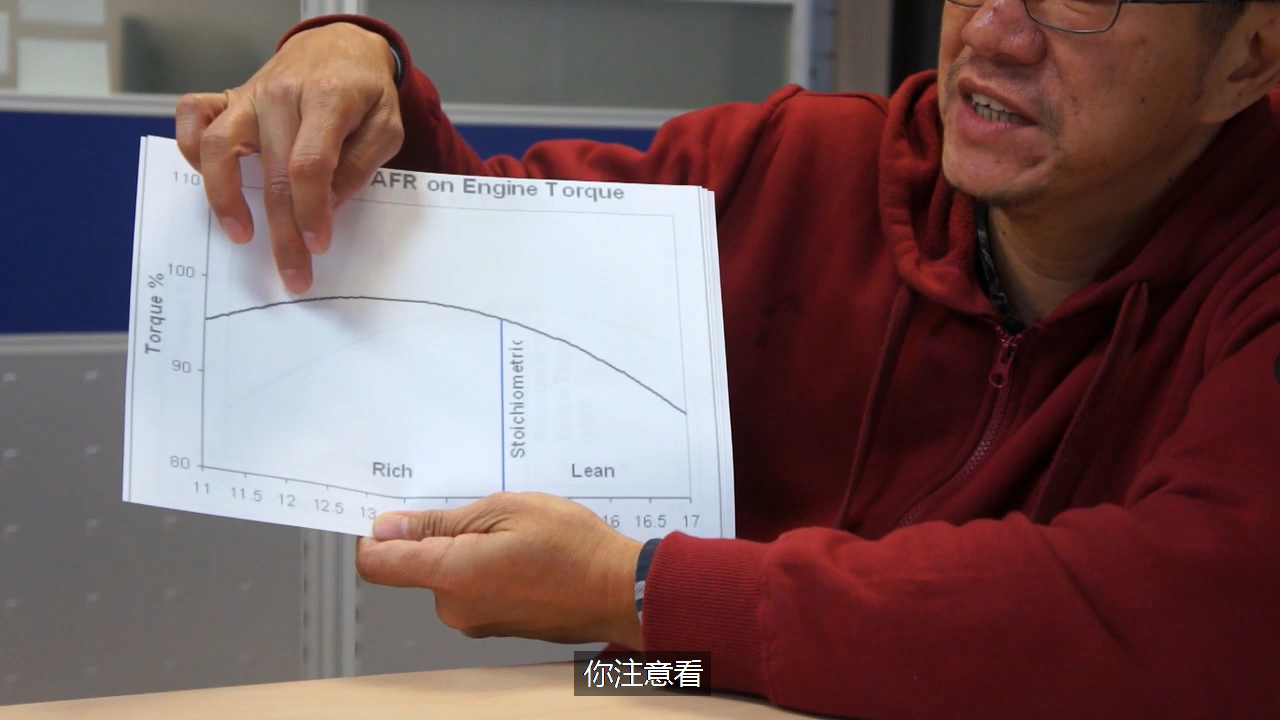 AFR on Engine Torque
110
100
90
80
Torque %
Stoichiometric
Rich
Lean
11 11.5 12 12.5 13 16 16.5 17
你注意看